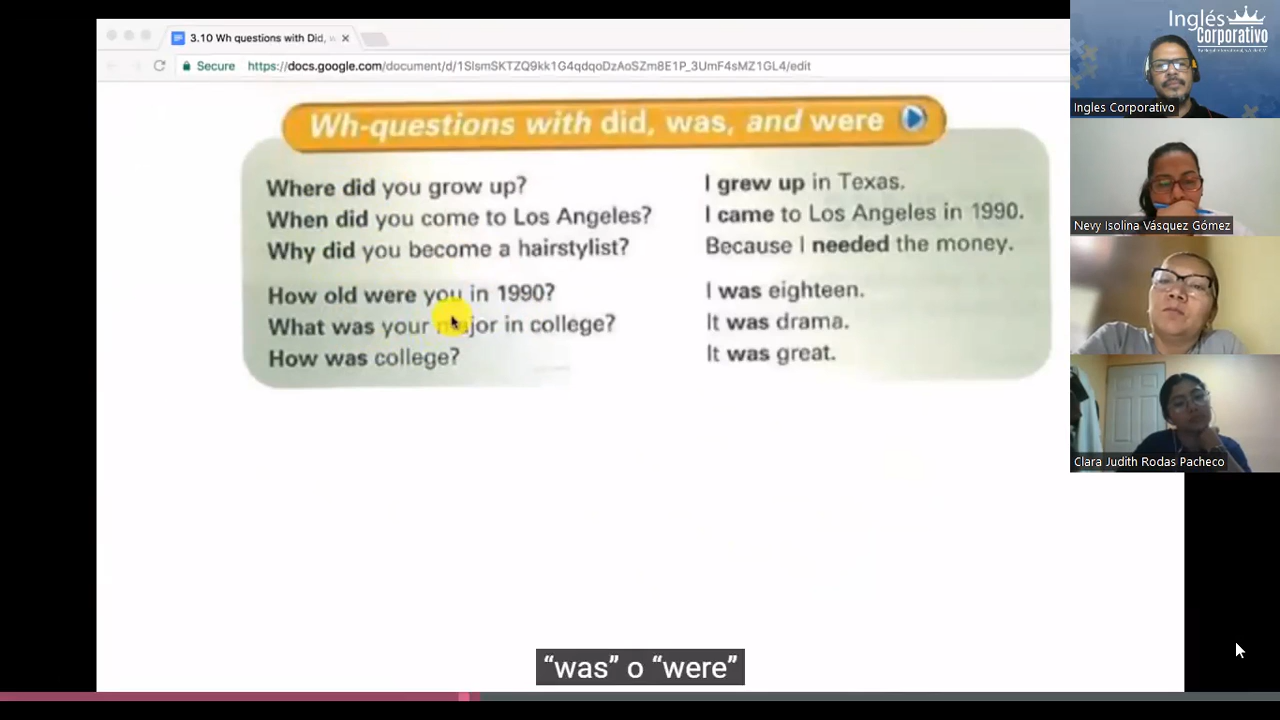 3.10 Wh questions with Did,
Secure
https://docs.google.com/document/d/1SlsmSKTZQ9kk1G4qdqoDzAoSZm8E1P_3UmF4sMZ1GL4/edit
Wh-questions with did, was, and were
Where did you grow up?
I grew up in Texas.
When did you come to Los Angeles?
I came to Los Angeles in 1990.
Why did you become a hairstylist?
Because I needed the money.
How old were you in 1990?
I was eighteen.
What was your major in college?
It was drama.
How was college?
It was great.
"was" o "were"
Inglés
Corporativo
Ingles Corporativo
Nevy Isolina Vásquez Gómez
Clara Judith Rodas Pacheco